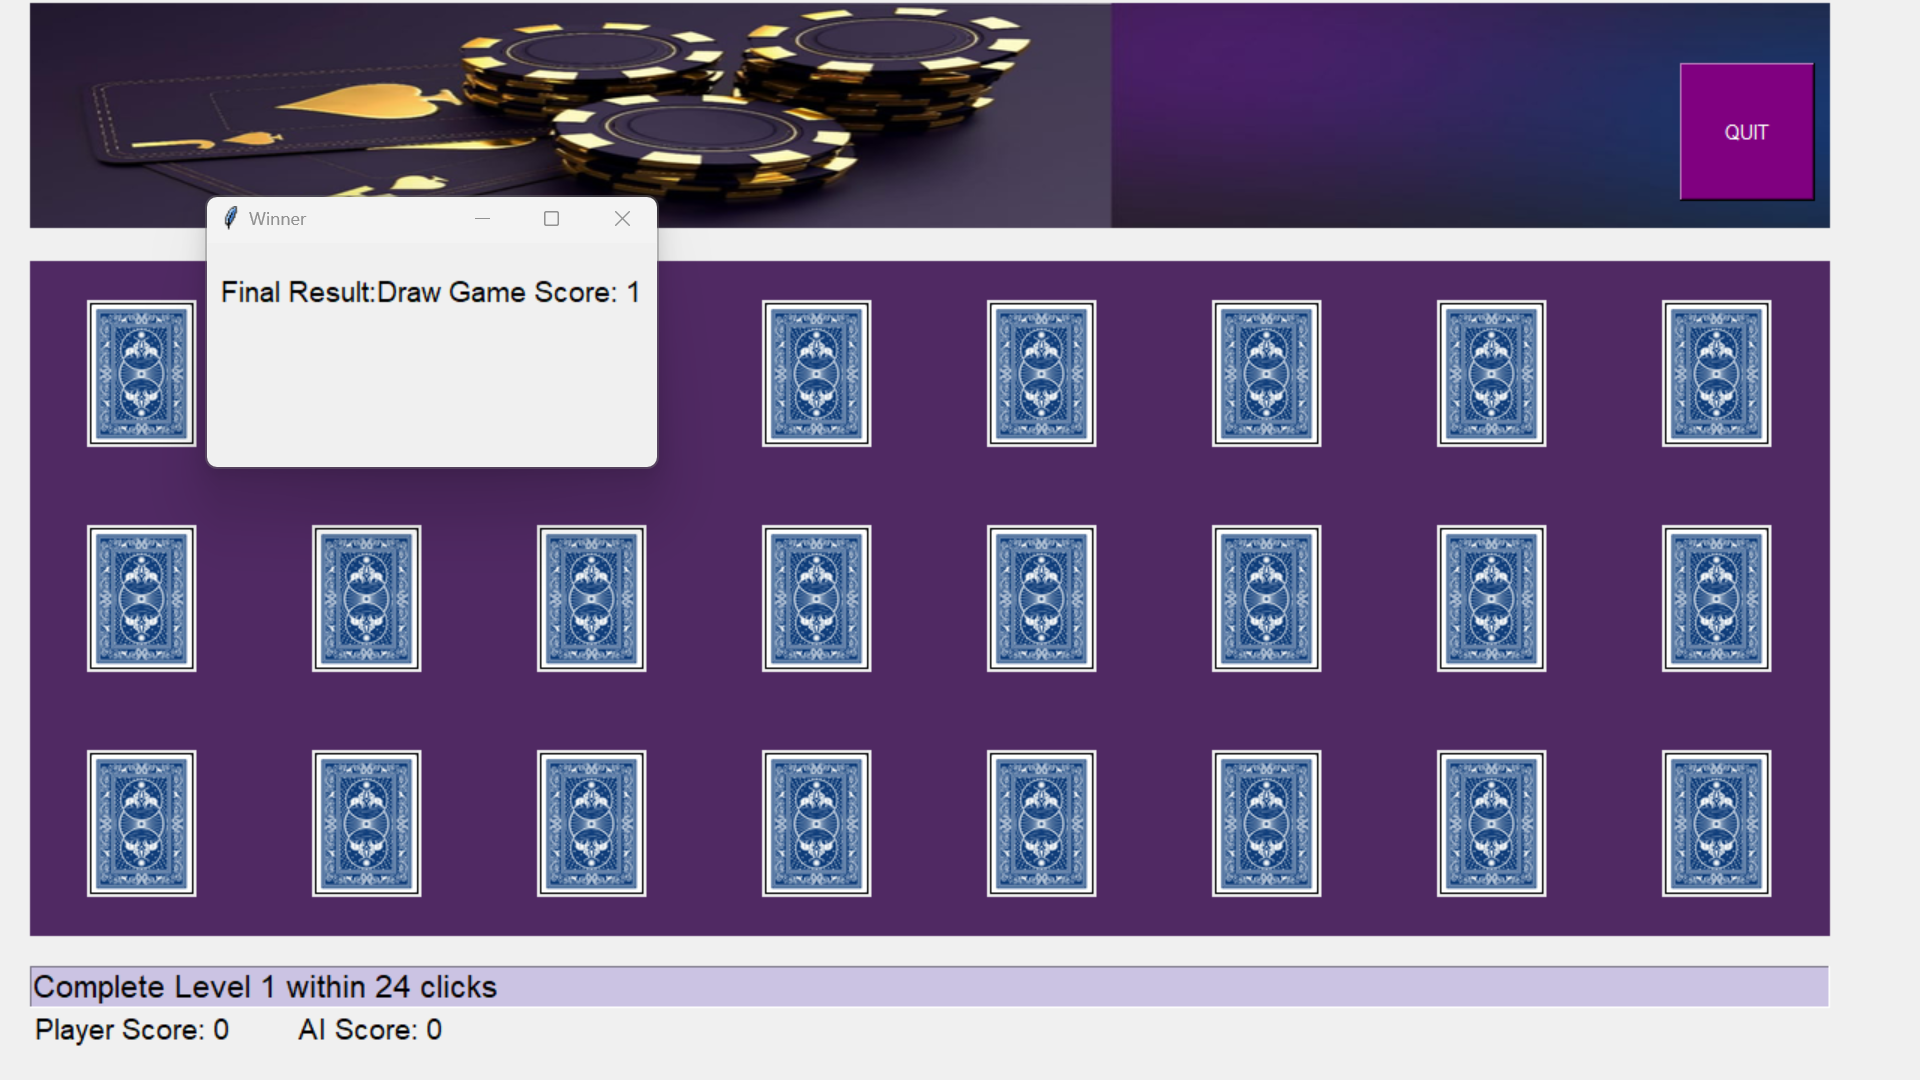 QUIT
Winner
Final Result:Draw Game Score: 1
Complete Level 1 within 24 clicks
Player Score: 0 AI Score: 0